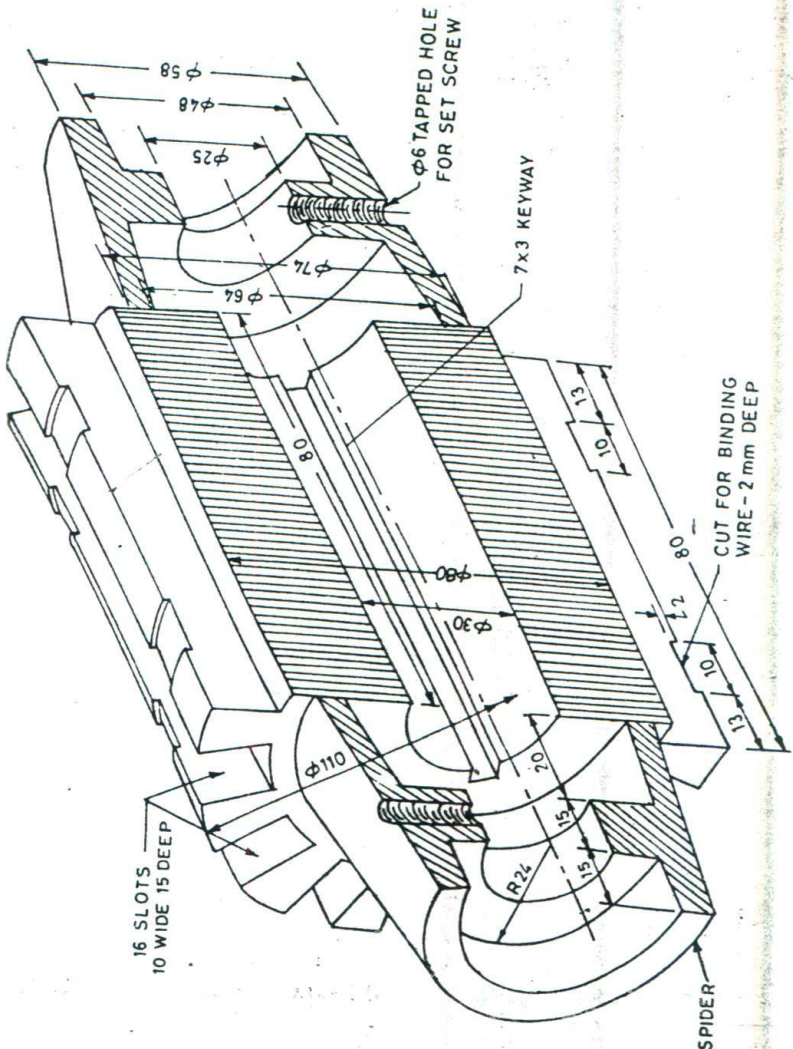 φ58
φ48
φ25
φ6 TAPPED HOLE
FOR SET SCREW
φ74
φ64
7x3 KEYWAY
80
φ80
φ30
13
10
80
CUT FOR BINDING
WIRE-2 mm DEEP
2
10
13
φ110
16 SLOTS
10 WIDE 15 DEEP
20
15
15
R24
SPIDER